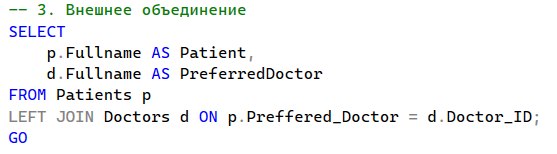 -- 3. Внешнее объединение
SELECT
    p.Fullname AS Patient,
    d.Fullname AS PreferredDoctor
FROM Patients p
LEFT JOIN Doctors d ON p.Preffered_Doctor = d.Doctor_ID;
GO